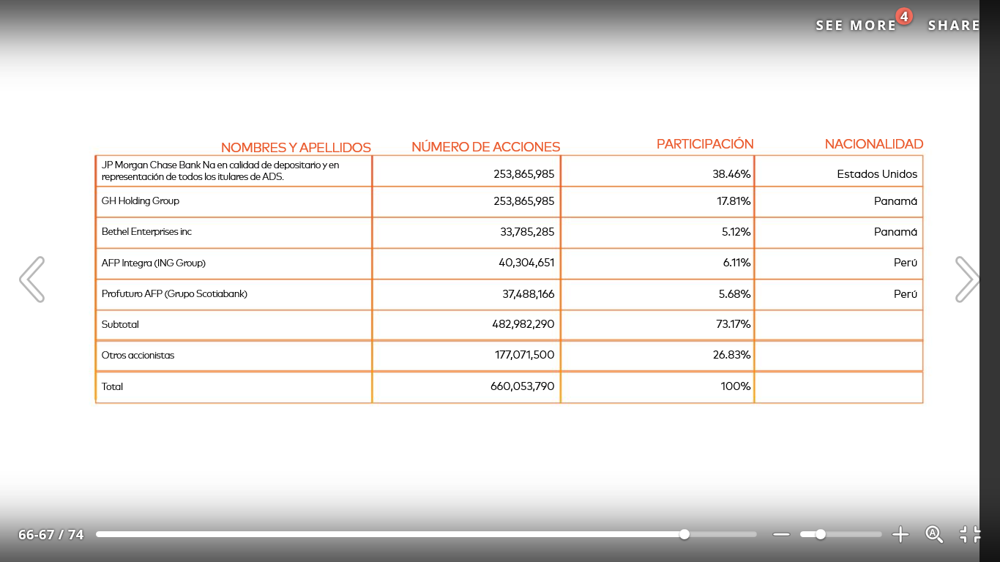 SEE MORE 4 SHARE
NOMBRES Y APELLIDOS NÚMERO DE ACCIONES PARTICIPACIÓN NACIONALIDAD
JP Morgan Chase Bank Na en calidad de depositario y en
representación de todos los itulares de ADS. 253,865,985 38.46% Estados Unidos
GH Holding Group 253,865,985 17.81% Panamá
Bethel Enterprises inc 33,785,285 5.12% Panamá
AFP Integra (ING Group) 40,304,651 6.11% Perú
Profuturo AFP (Grupo Scotiabank) 37,488,166 5.68% Perú
Subtotal 482,982,290 73.17%
Otros accionistas 177,071,500 26.83%
Total 660,053,790 100%
66-67 / 74
A